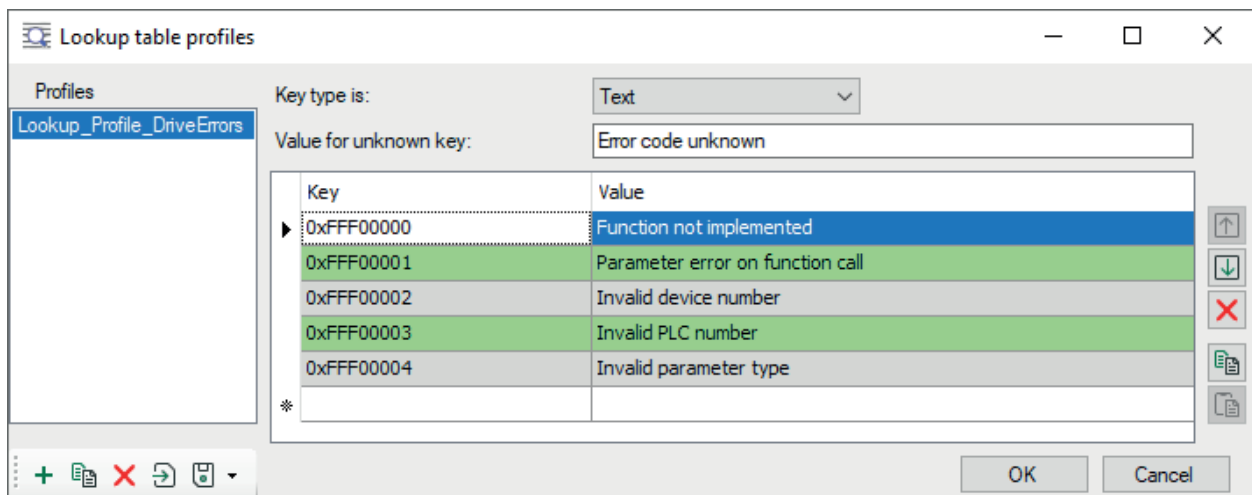 Lookup table profiles
Profiles
Lookup_Profile_DriveErrors
Key type is:
Text
Value for unknown key:
Error code unknown
Key Value
0xFFF00000 Function not implemented
0xFFF00001 Parameter error on function call
0xFFF00002 Invalid device number
0xFFF00003 Invalid PLC number
0xFFF00004 Invalid parameter type
OK Cancel